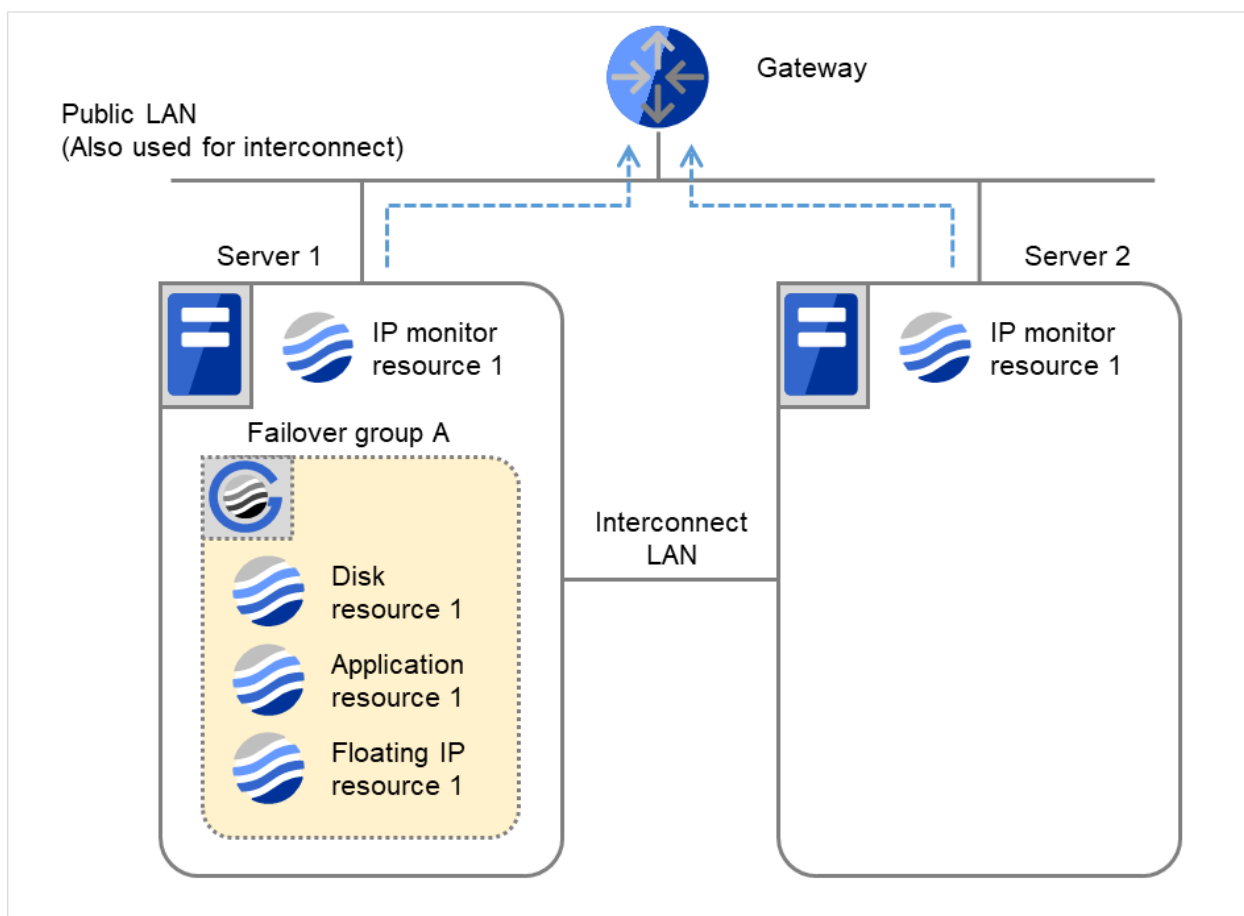 Gateway
Public LAN
(Also used for interconnect)
Server 1
Server 2
IP monitor
resource 1
IP monitor
resource 1
Failover group A
Interconnect
LAN
Disk
resource 1
Application
resource 1
Floating IP
resource 1